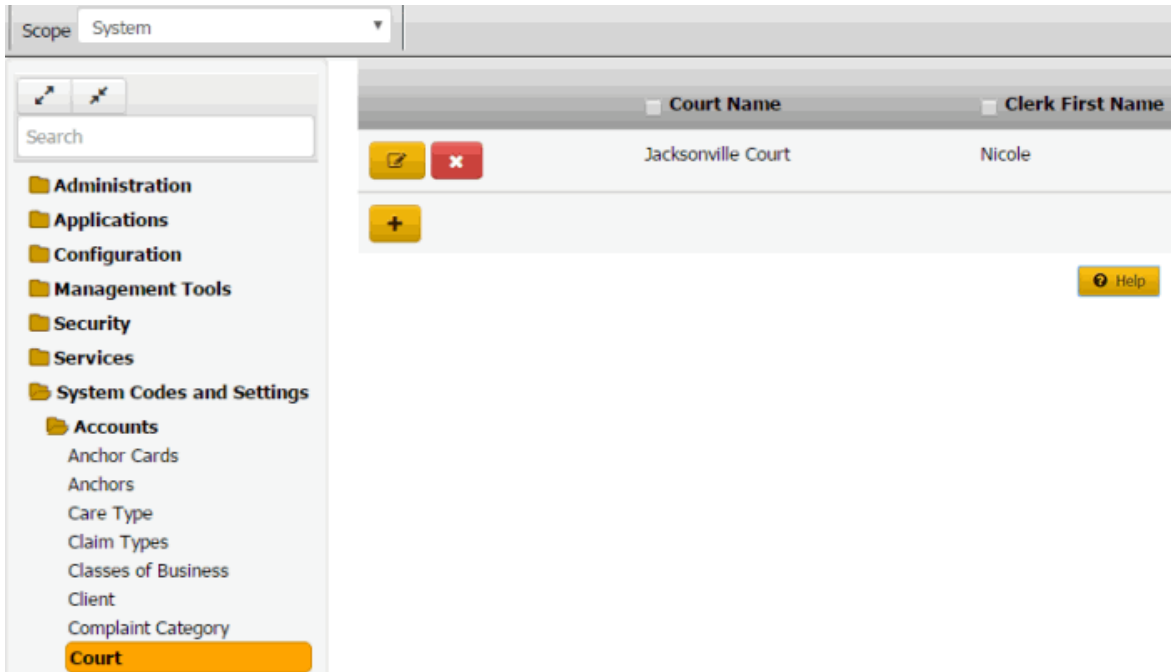 Scope System
Search
Administration
Applications
Configuration
Management Tools
Security
Services
System Codes and Settings
Accounts
Anchor Cards
Anchors
Care Type
Claim Types
Classes of Business
Client
Complaint Category
Court
Court Name Clerk First Name
Jacksonville Court Nicole
Help